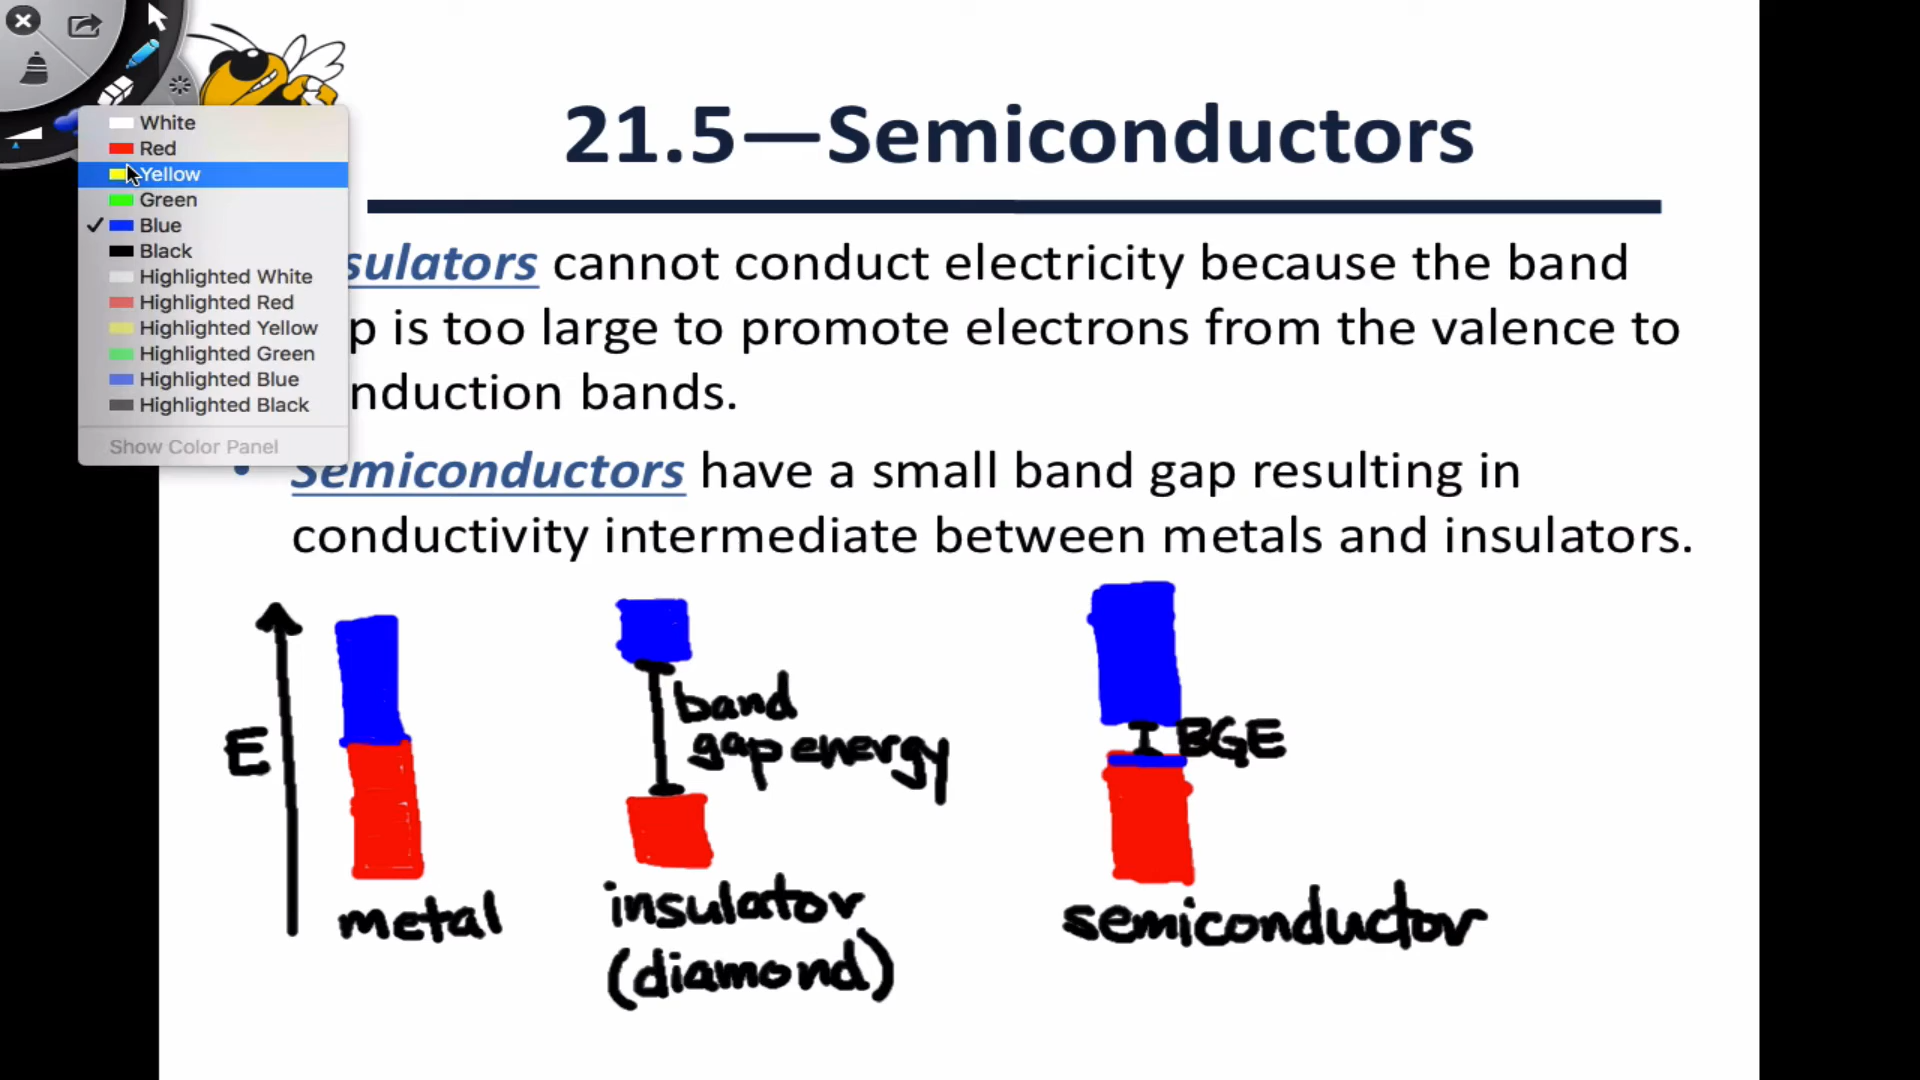 21.5—Semiconductors
White
Red
Yellow
Green
Blue
Black
Highlighted White
Highlighted Red
Highlighted Yellow
Highlighted Green
Highlighted Blue
Highlighted Black
Show Color Panel
sulators cannot conduct electricity because the band
p is too large to promote electrons from the valence to
nduction bands.
• Semiconductors have a small band gap resulting in
conductivity intermediate between metals and insulators.
E
band
gap energy
BGE
metal
insulator
(diamond)
semiconductor